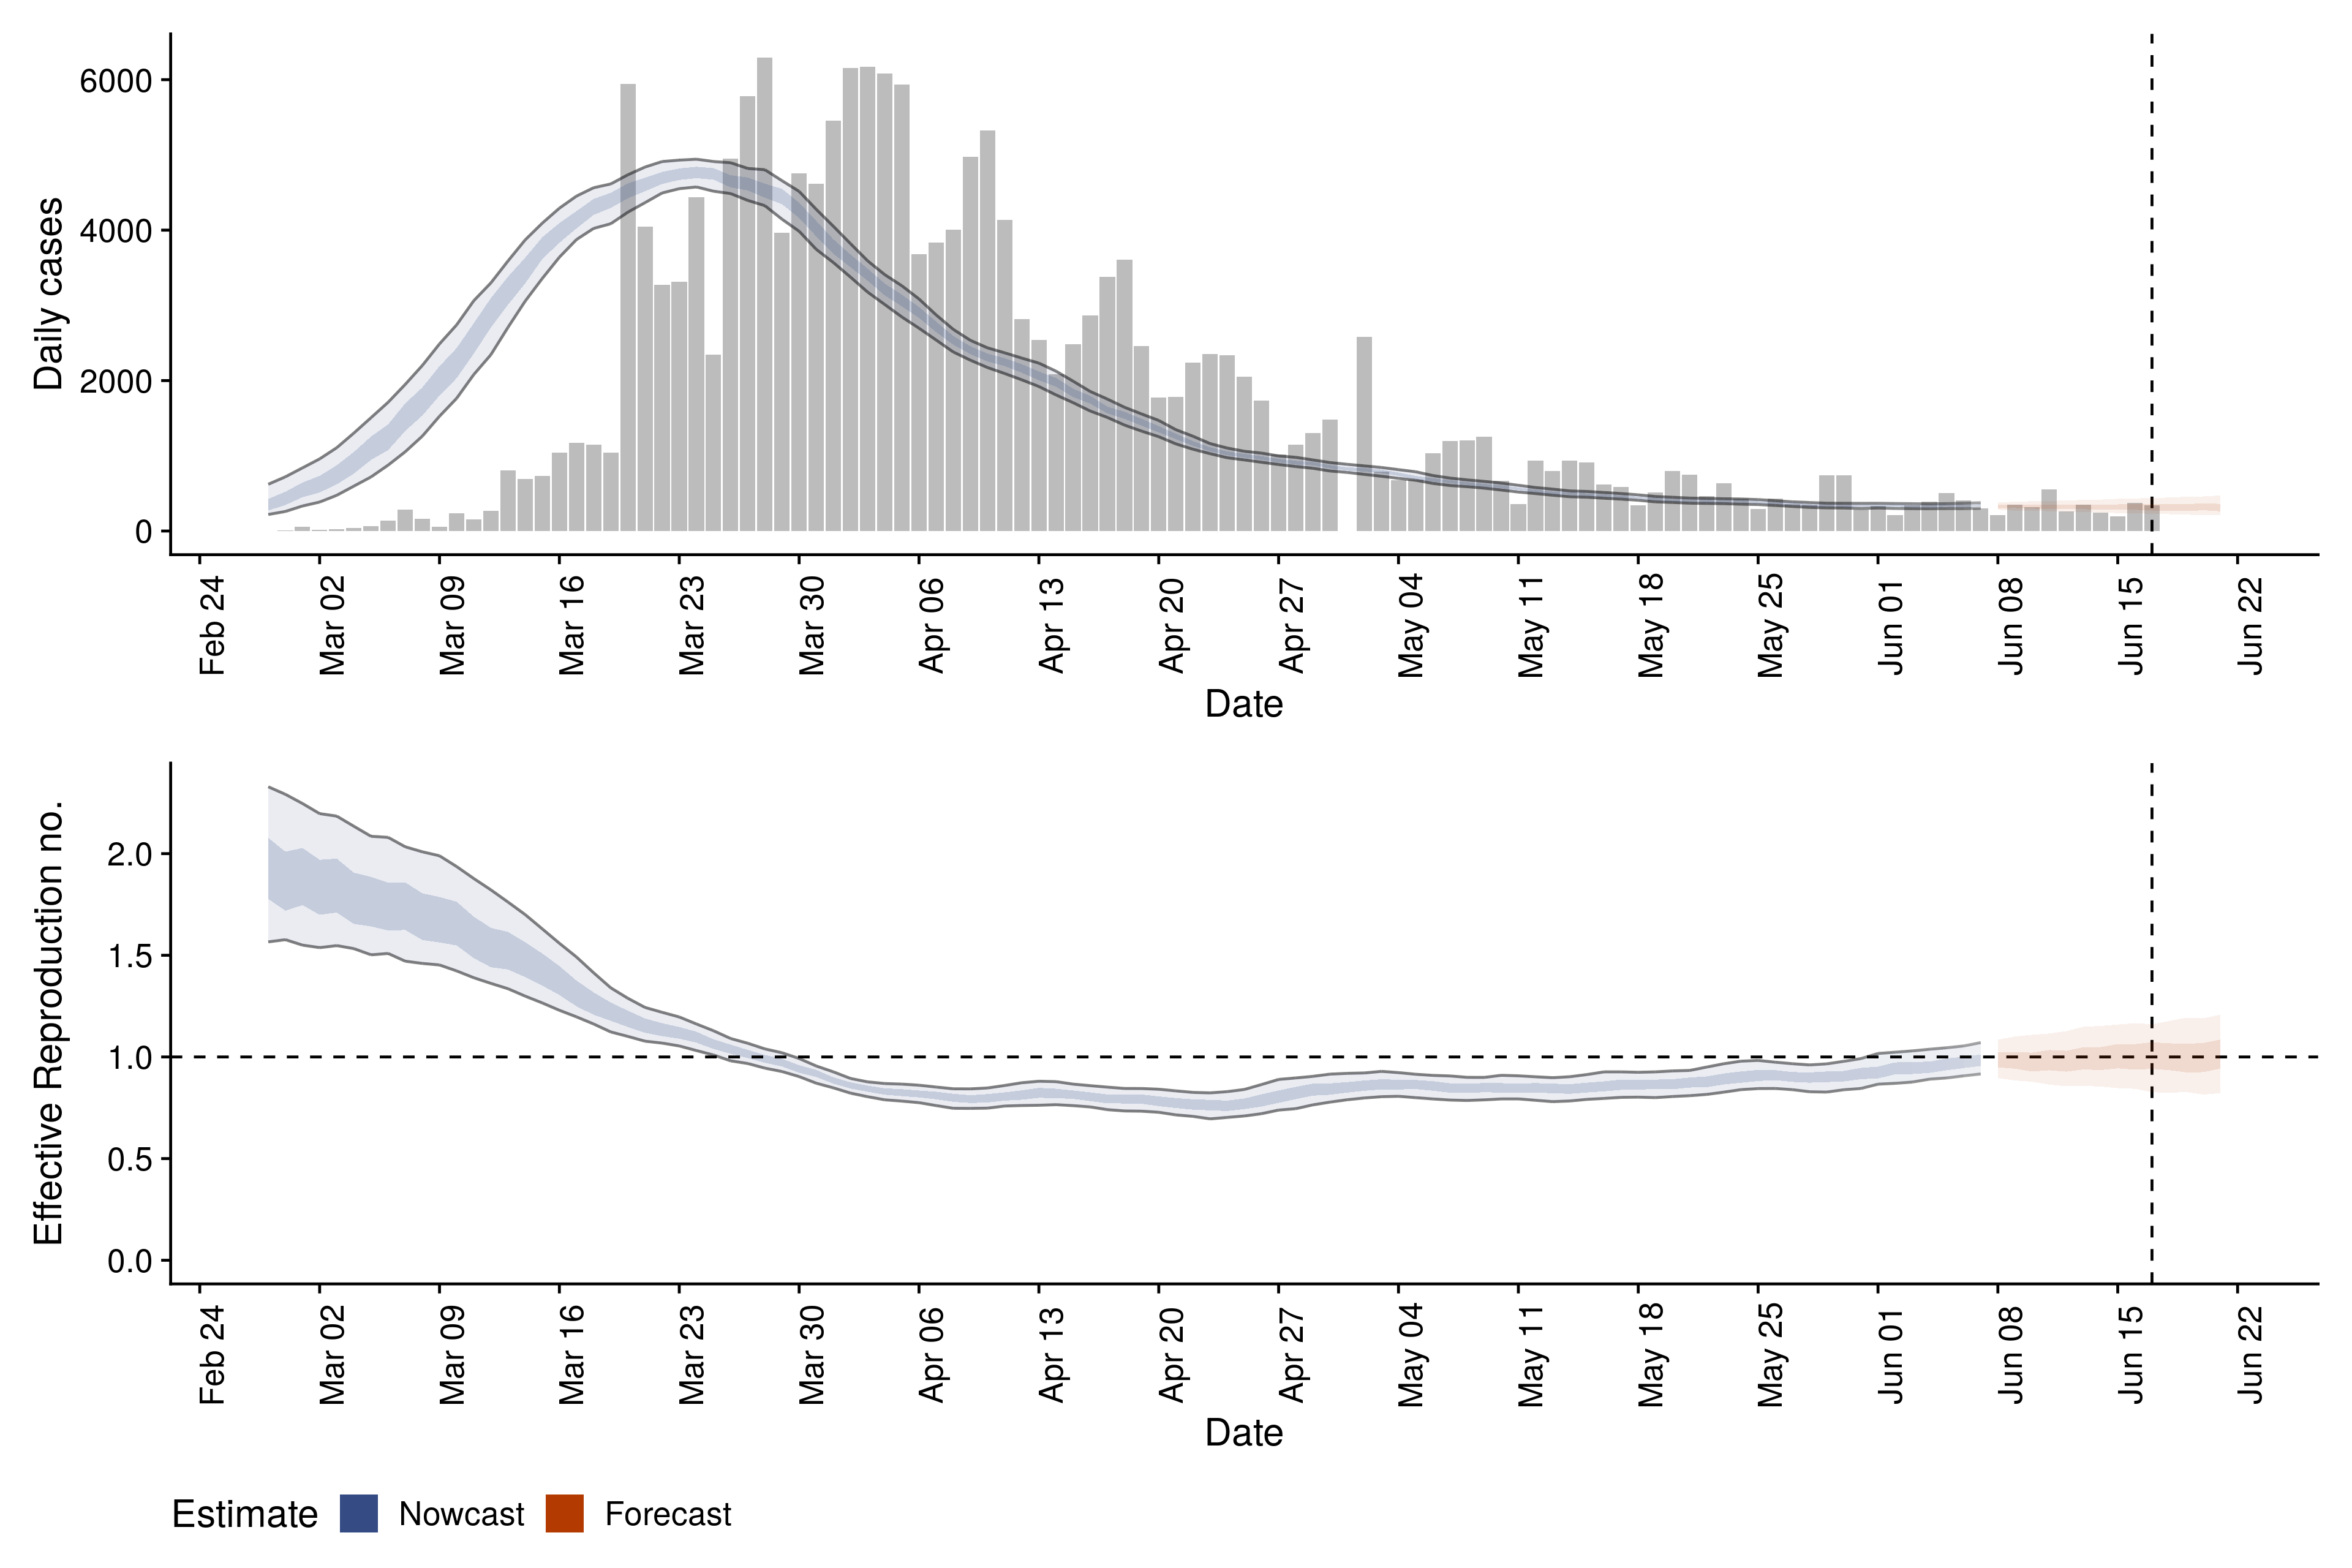 Daily cases
6000
4000
2000
0
Feb 24
Mar 02
Mar 09
Mar 16
Mar 23
Mar 30
Apr 06
Apr 13
Apr 20
Apr 27
May 04
May 11
May 18
May 25
Jun 01
Jun 08
Jun 15
Jun 22
Date
Effective Reproduction no.
2.0
1.5
1.0
0.5
0.0
Feb 24
Mar 02
Mar 09
Mar 16
Mar 23
Mar 30
Apr 06
Apr 13
Apr 20
Apr 27
May 04
May 11
May 18
May 25
Jun 01
Jun 08
Jun 15
Jun 22
Date
Estimate Nowcast Forecast